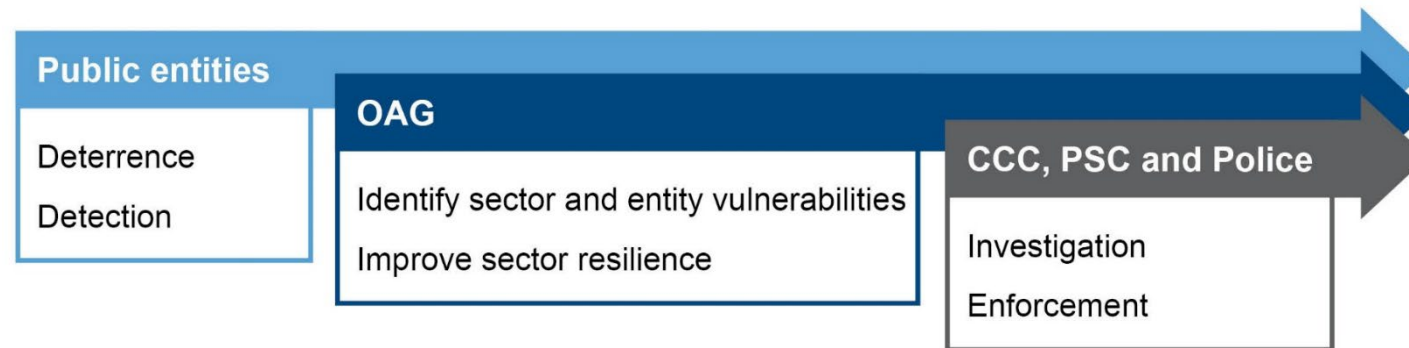 Public entities
Deterrence
Detection
OAG
Identify sector and entity vulnerabilities
Improve sector resilience
CCC, PSC and Police
Investigation
Enforcement